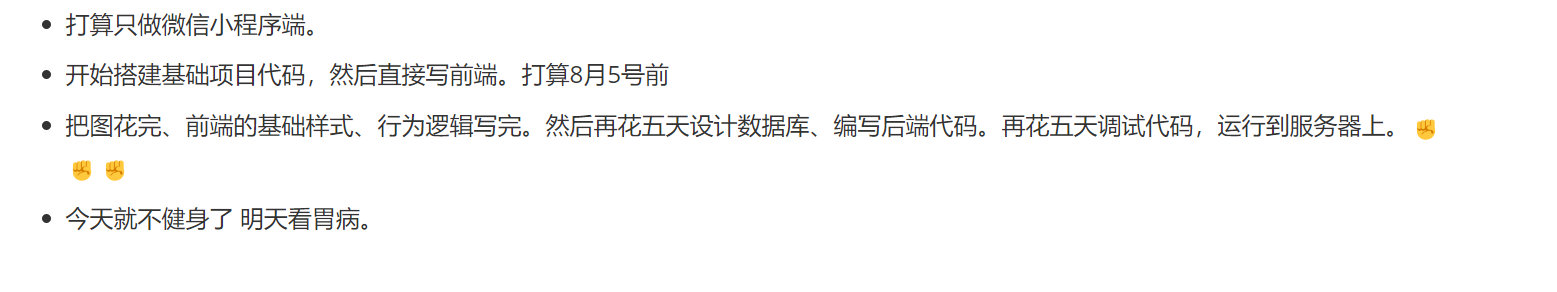 打算只做微信小程序端。
开始搭建基础项目代码，然后直接写前端。打算8月5号前
把图花完、前端的基础样式、行为逻辑写完。然后再花五天设计数据库、编写后端代码。再花五天调试代码，运行到服务器上。✊
✊ ✊
今天就不健身了 明天看胃病。